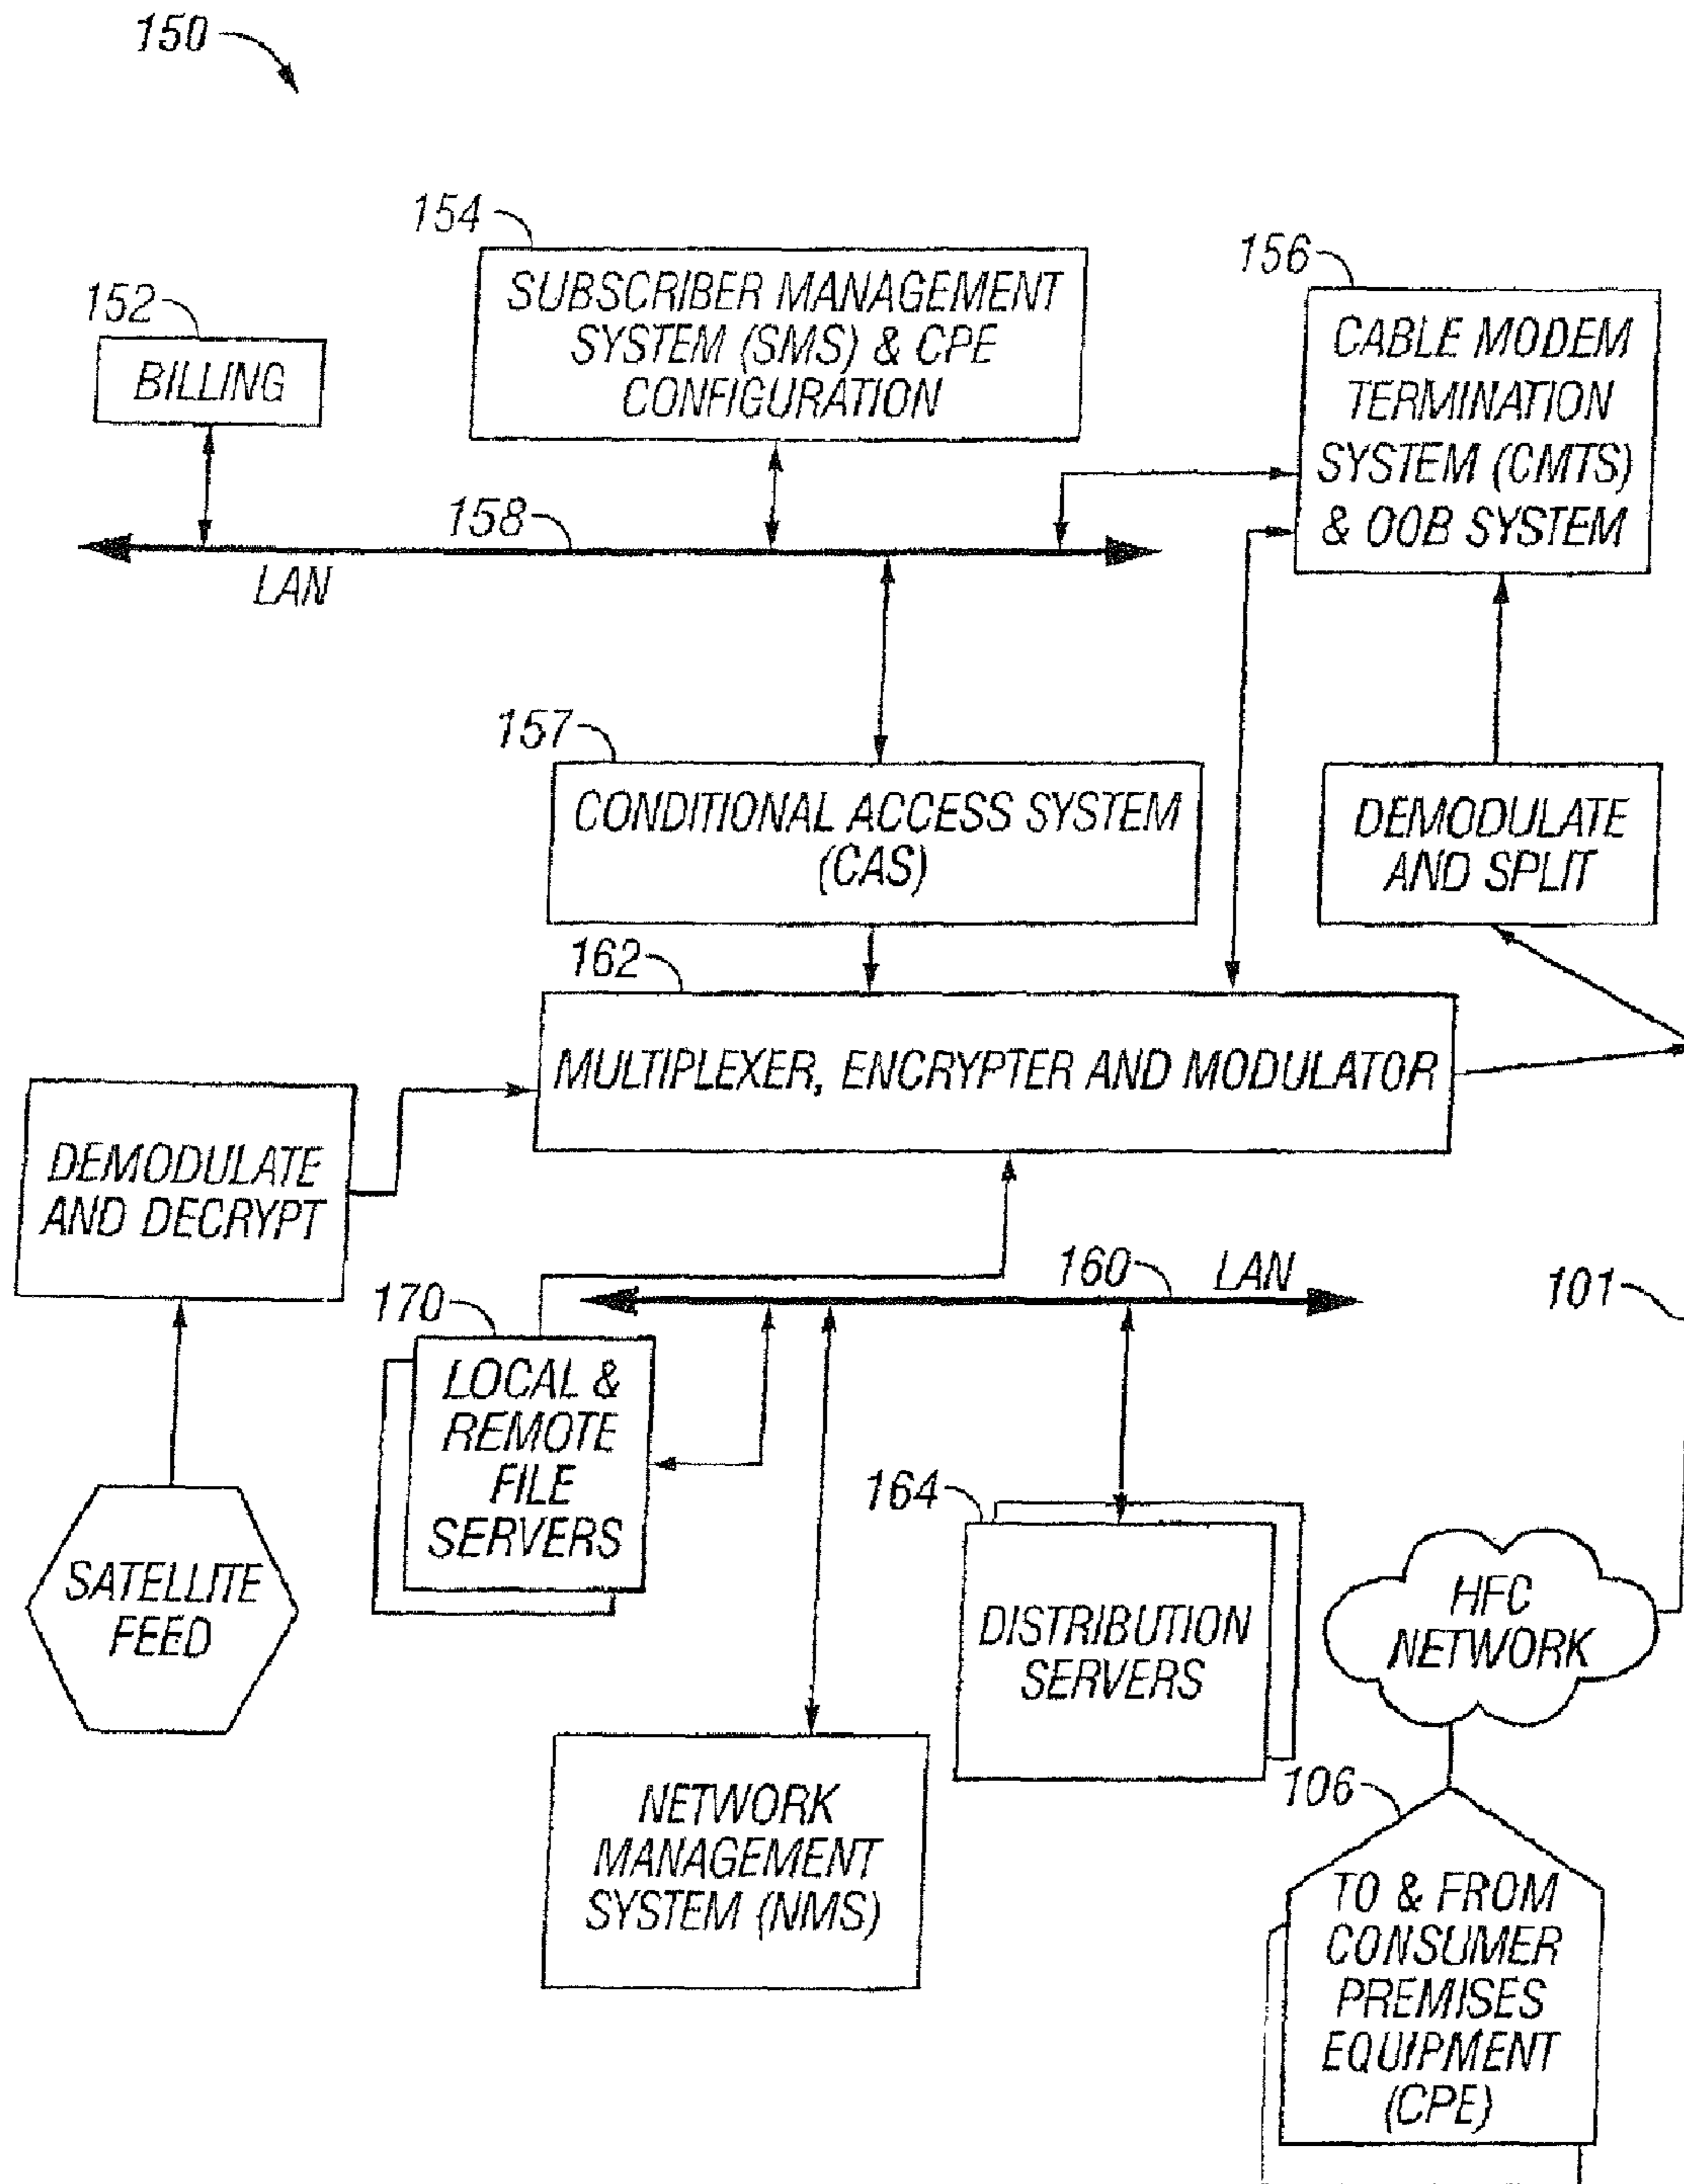 150
154
SUBSCRIBER MANAGEMENT
SYSTEM (SMS) & CPE
CONFIGURATION
156
CABLE MODEM
TERMINATION
SYSTEM (CMTS)
& OOB SYSTEM
152
BILLING
158
LAN
157
CONDITIONAL ACCESS SYSTEM
(CAS)
DEMODULATE
AND SPLIT
162
MULTIPLEXER, ENCRYPTER AND MODULATOR
DEMODULATE
AND DECRYPT
160
LAN
101
170
LOCAL &
REMOTE
FILE
SERVERS
164
DISTRIBUTION
SERVERS
SATELLITE
FEED
HFC
NETWORK
NETWORK
MANAGEMENT
SYSTEM (NMS)
106
TO & FROM
CONSUMER
PREMISES
EQUIPMENT
(CPE)